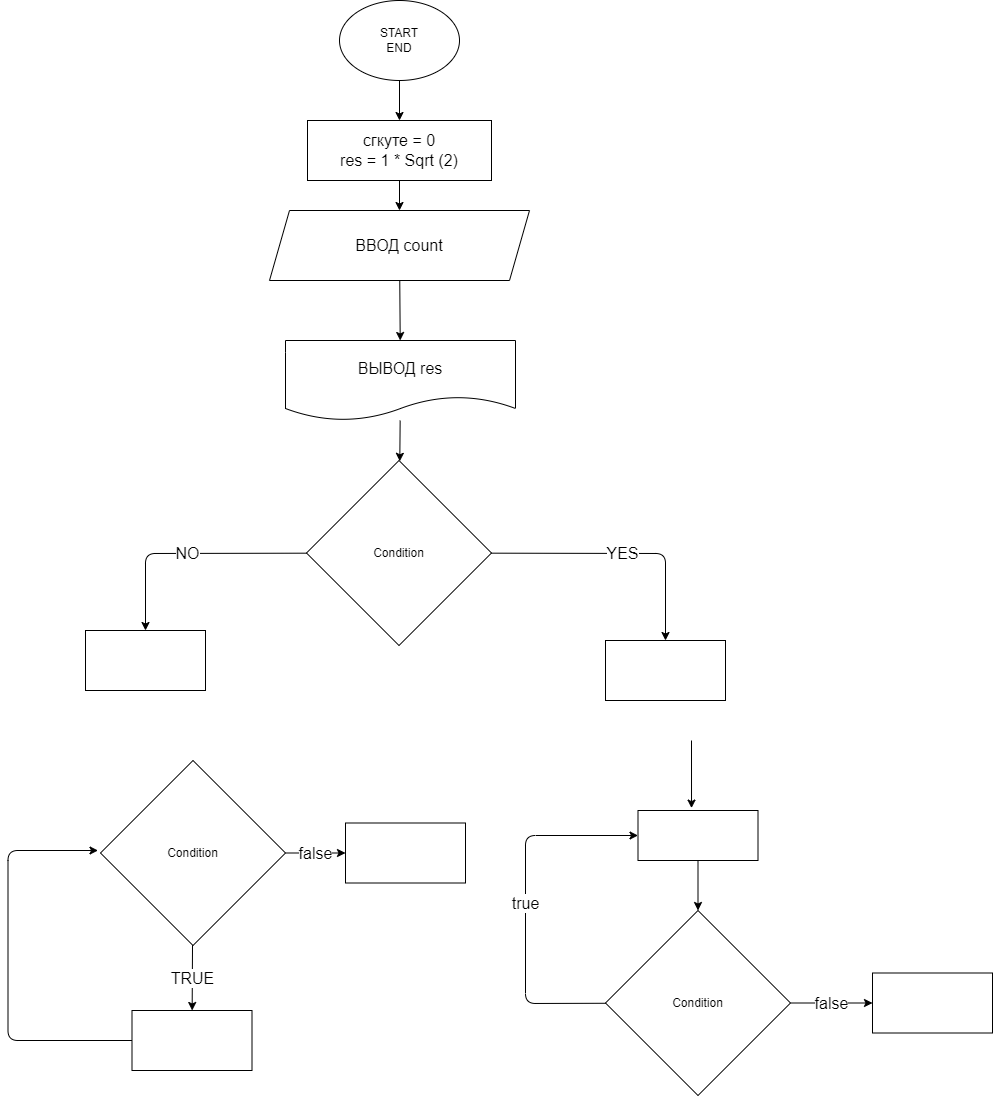 START
END
сгкуте = 0
res = 1 * Sqrt (2)
ВВОД count
ВЫВОД res
Condition
NO
YES
Condition
false
TRUE
true
Condition
false